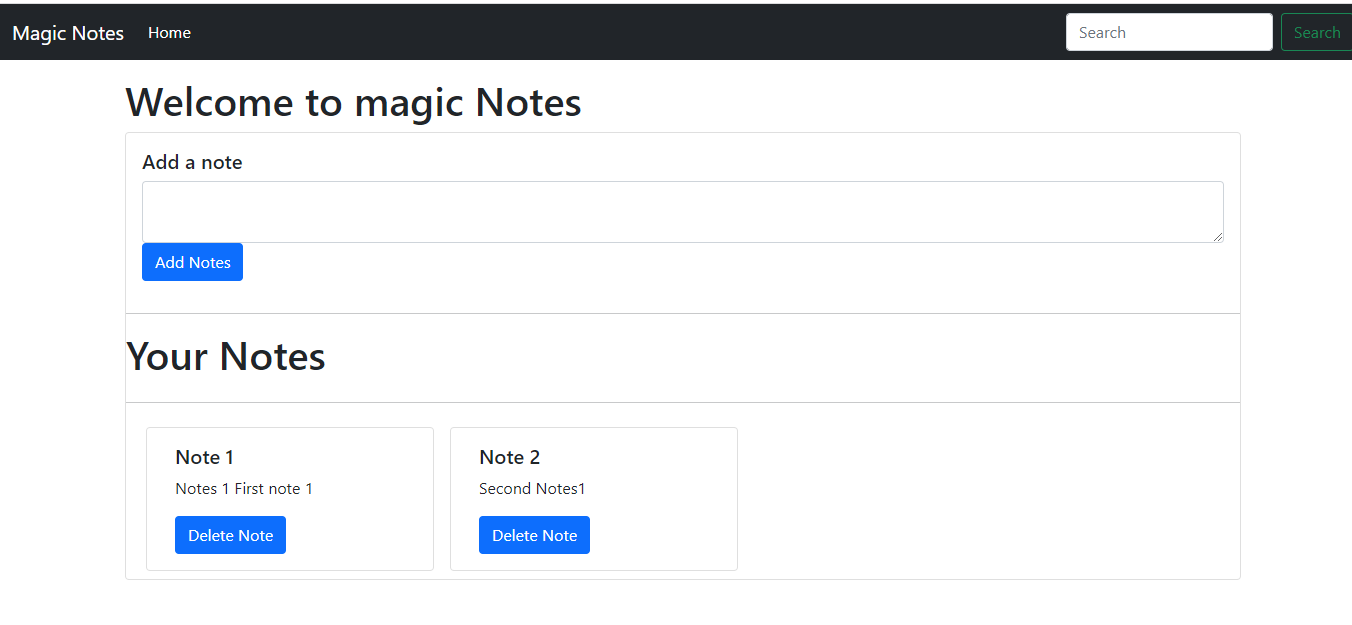 Magic Notes Home Search Search
Welcome to magic Notes
Add a note
Add Notes
Your Notes
Note 1
Notes 1 First note 1
Delete Note
Note 2
Second Notes1
Delete Note